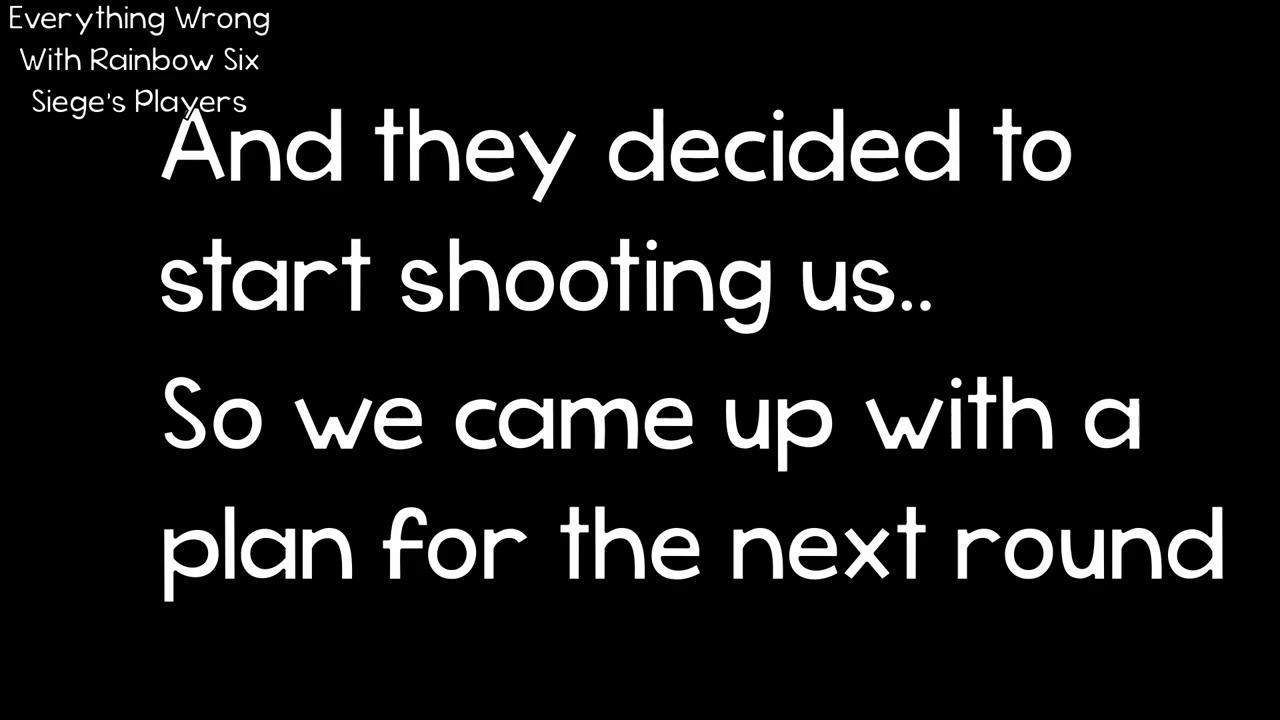 Everything Wrong
With Rainbow Six
Siege's Players
And they decided to
start shooting us..
So we came up with a
plan for the next round